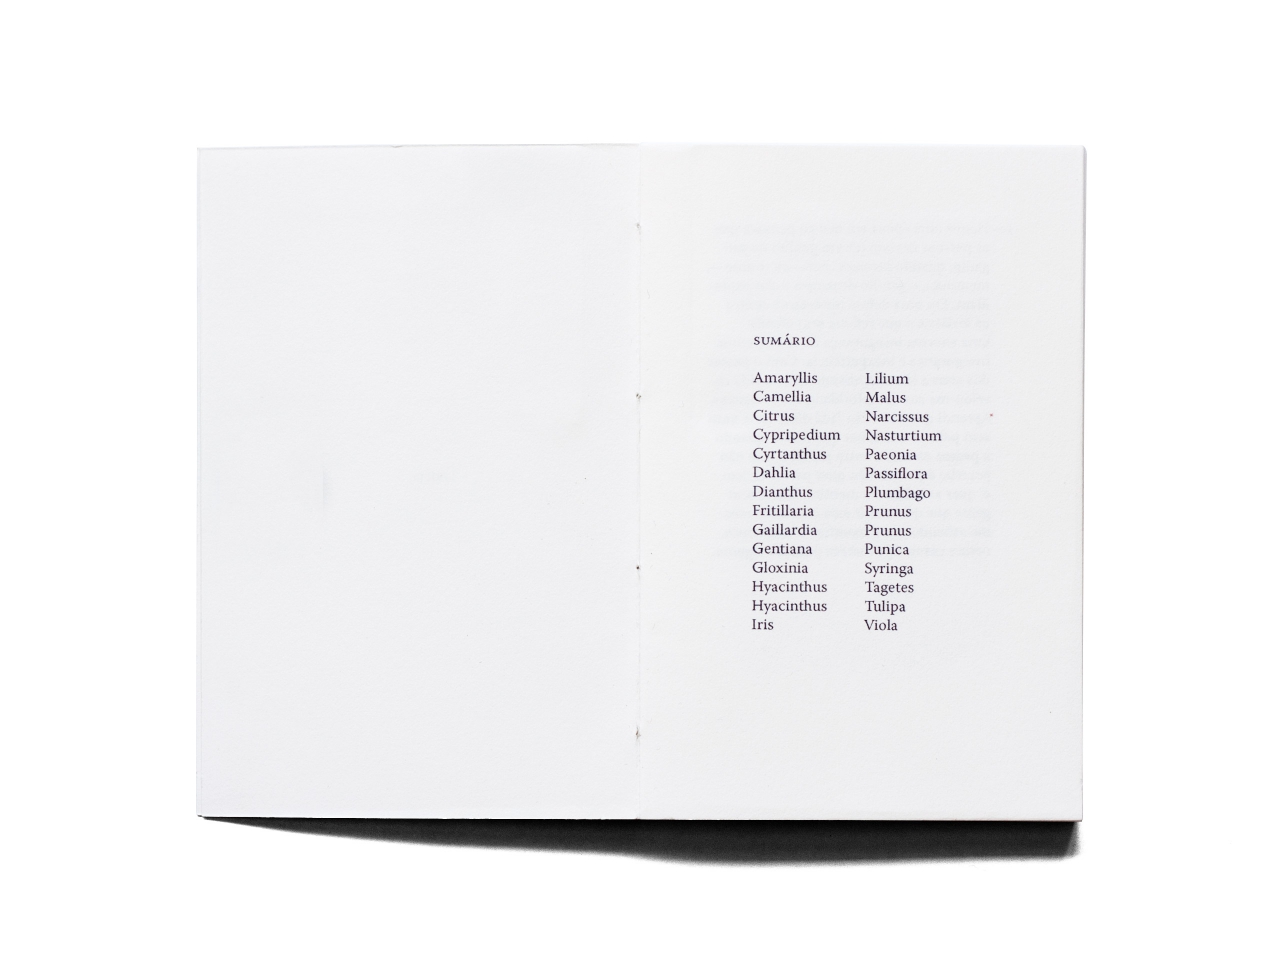 SUMÁRIO
Amaryllis
Camellia
Citrus
Cypripedium
Cyrtanthus
Dahlia
Dianthus
Fritillaria
Gaillardia
Gentiana
Gloxinia
Hyacinthus
Hyacinthus
Iris
Lilium
Malus
Narcissus
Nasturtium
Paeonia
Passiflora
Plumbago
Prunus
Prunus
Punica
Syringa
Tagetes
Tulipa
Viola